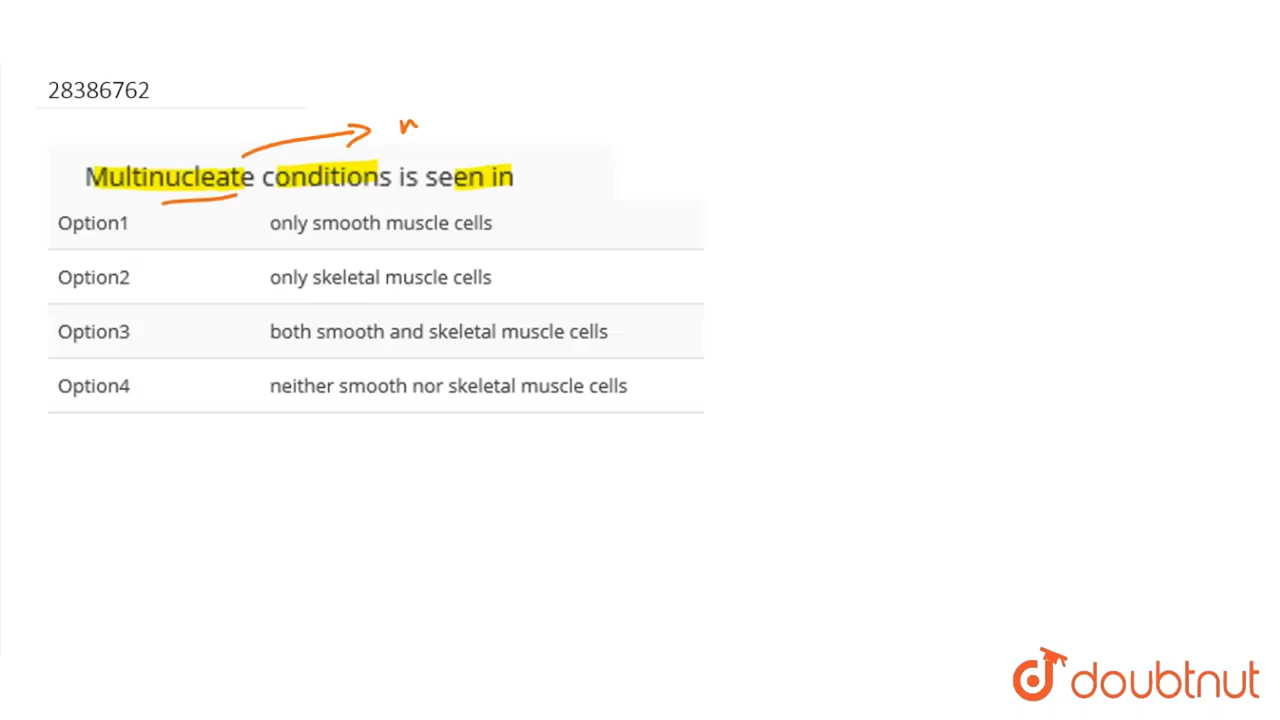 28386762
n
Multinucleate conditions is seen in
Option1 only smooth muscle cells
Option2 only skeletal muscle cells
Option3 both smooth and skeletal muscle cells
Option4 neither smooth nor skeletal muscle cells
doubtnut